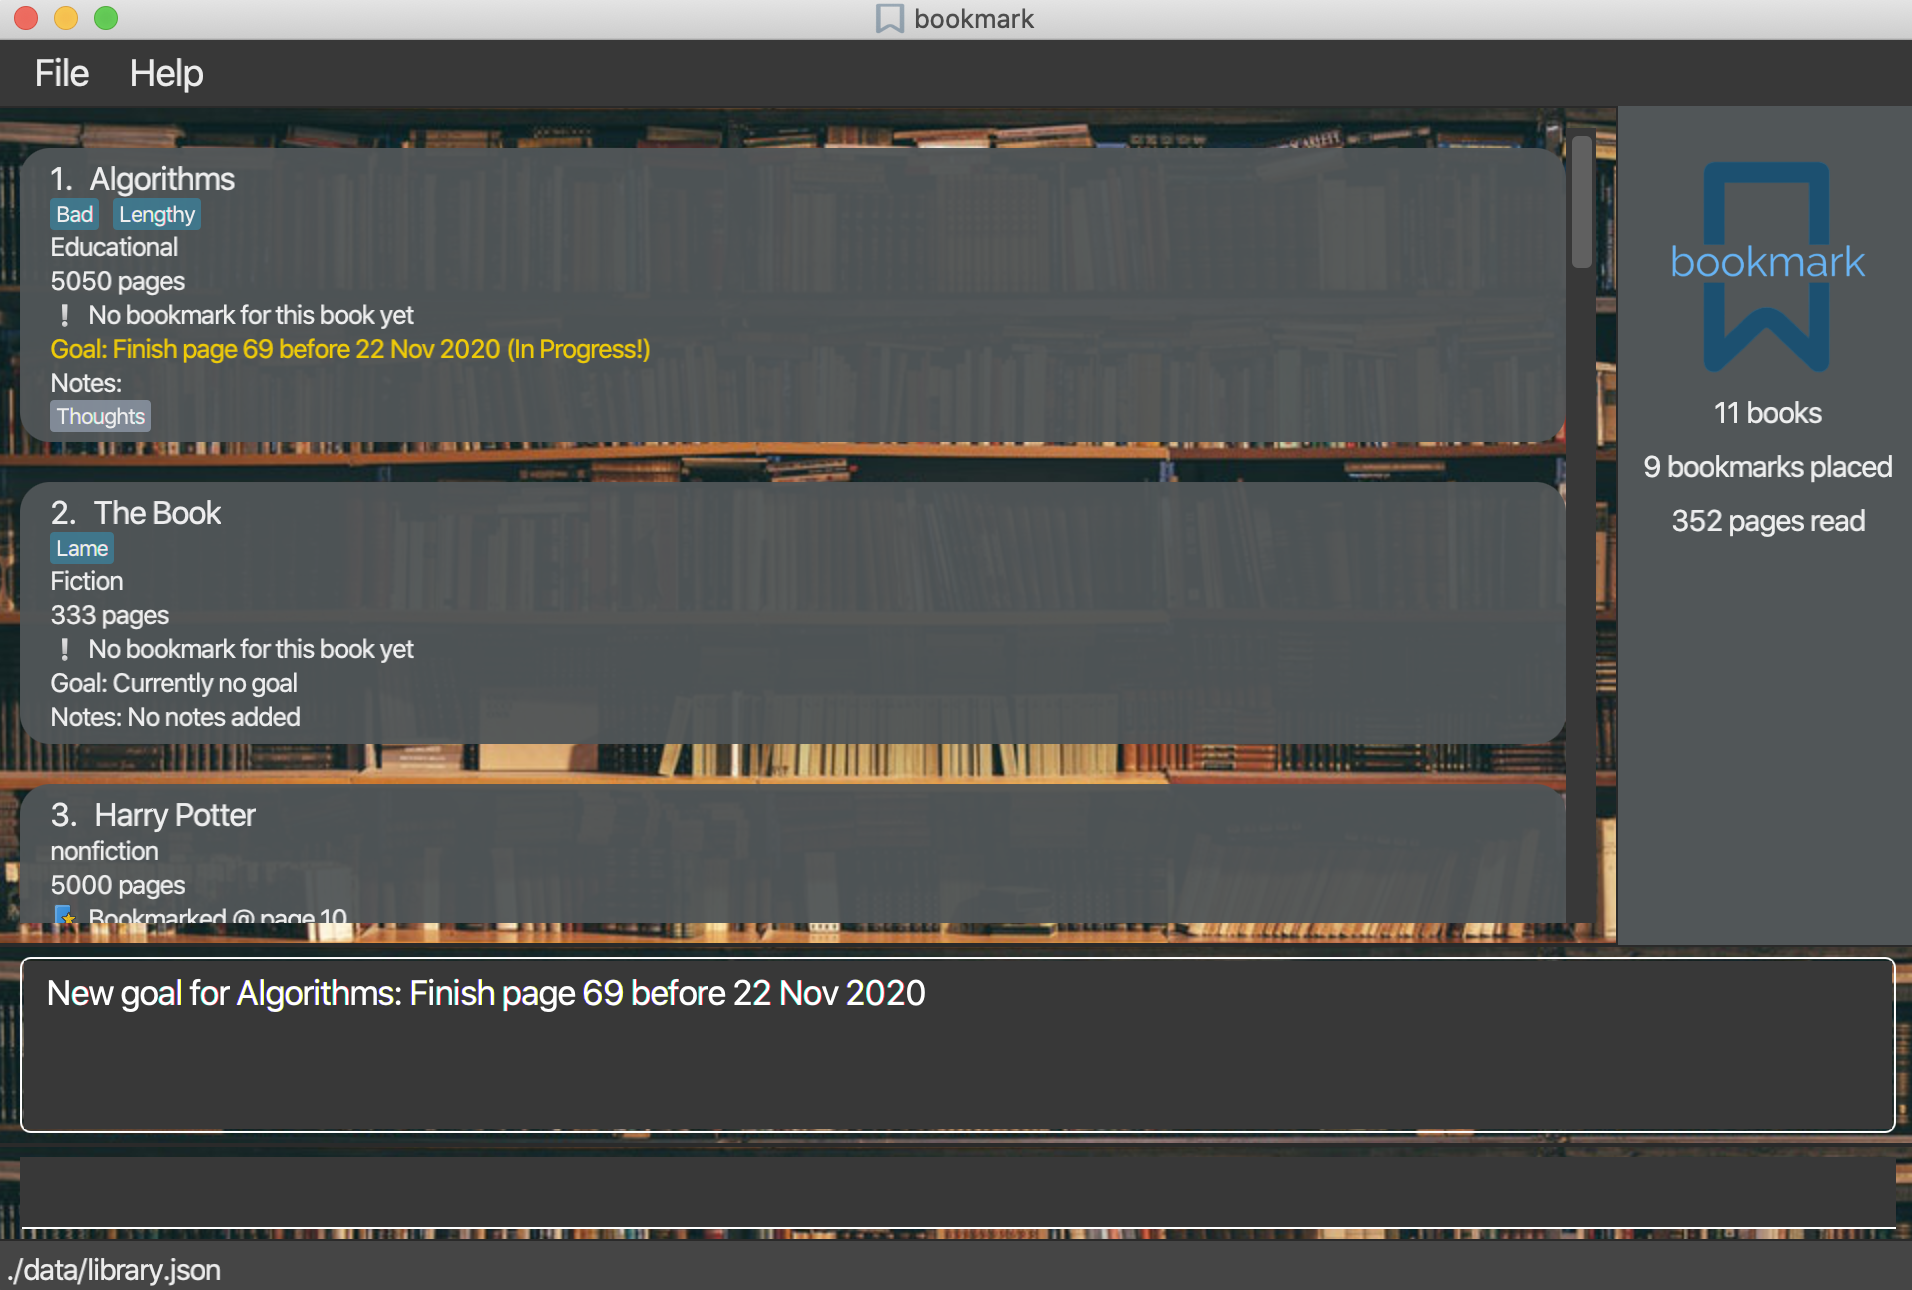 bookmark
File Help
1. Algorithms
Bad Lengthy
Educational
5050 pages
! No bookmark for this book yet
Goal: Finish page 69 before 22 Nov 2020 (In Progress!)
Notes:
Thoughts
2. The Book
Lame
Fiction
333 pages
! No bookmark for this book yet
Goal: Currently no goal
Notes: No notes added
3. Harry Potter
nonfiction
5000 pages
Bookmarked @ page 10
bookmark
11 books
9 bookmarks placed
352 pages read
New goal for Algorithms: Finish page 69 before 22 Nov 2020
./data/library.json